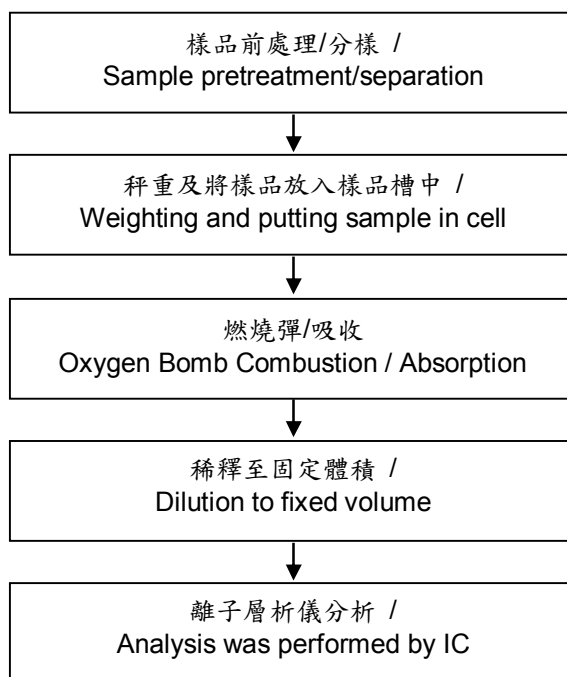 樣品前處理/分樣 /
Sample pretreatment/separation
秤重及將樣品放入樣品槽中 /
Weighting and putting sample in cell
燃燒彈/吸收
Oxygen Bomb Combustion / Absorption
稀釋至固定體積 /
Dilution to fixed volume
離子層析儀分析 /
Analysis was performed by IC